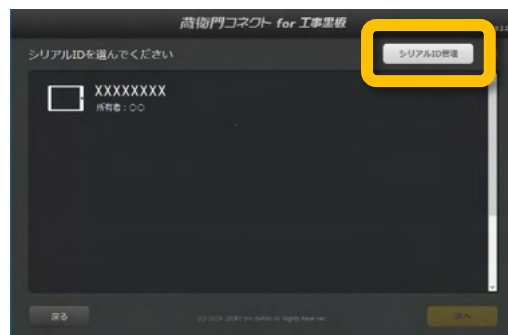 蔵衛門コネクト for 工事黒板
シリアルIDを選んでください
シリアルID管理
XXXXXXXX
所有者：○○
戻る
次へ